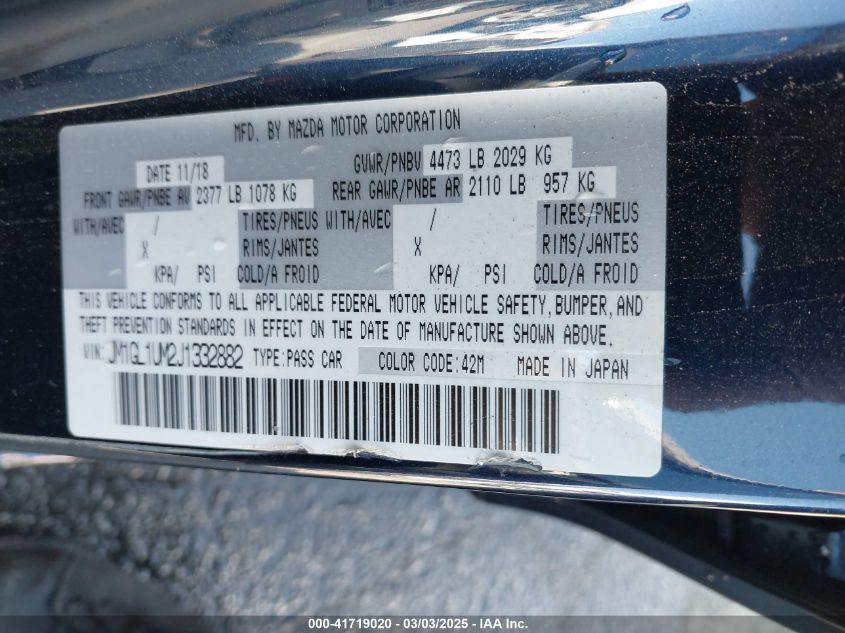 MFD. BY MAZDA MOTOR CORPORATION
DATE 11/18 GVWR/PNBV 4473 LB 2029 KG
FRONT GAWR/PNBE AV 2377 LB 1078 KG REAR GAWR/PNBE AR 2110 LB 957 KG
WITH/AVEC / TIRES/PNEUS WITH/AVEC / TIRES/PNEUS
X RIMS/JANTES X RIMS/JANTES
KPA/ PSI COLD/A FROID KPA/ PSI COLD/A FROID
THIS VEHICLE CONFORMS TO ALL APPLICABLE FEDERAL MOTOR VEHICLE SAFETY, BUMPER, AND
THEFT PREVENTION STANDARDS IN EFFECT ON THE DATE OF MANUFACTURE SHOWN ABOVE.
VIN: JM1GL1UM2J1332882 TYPE:PASS CAR COLOR CODE:42M MADE IN JAPAN
000-41719020 - 03/03/2025 - IAA Inc.